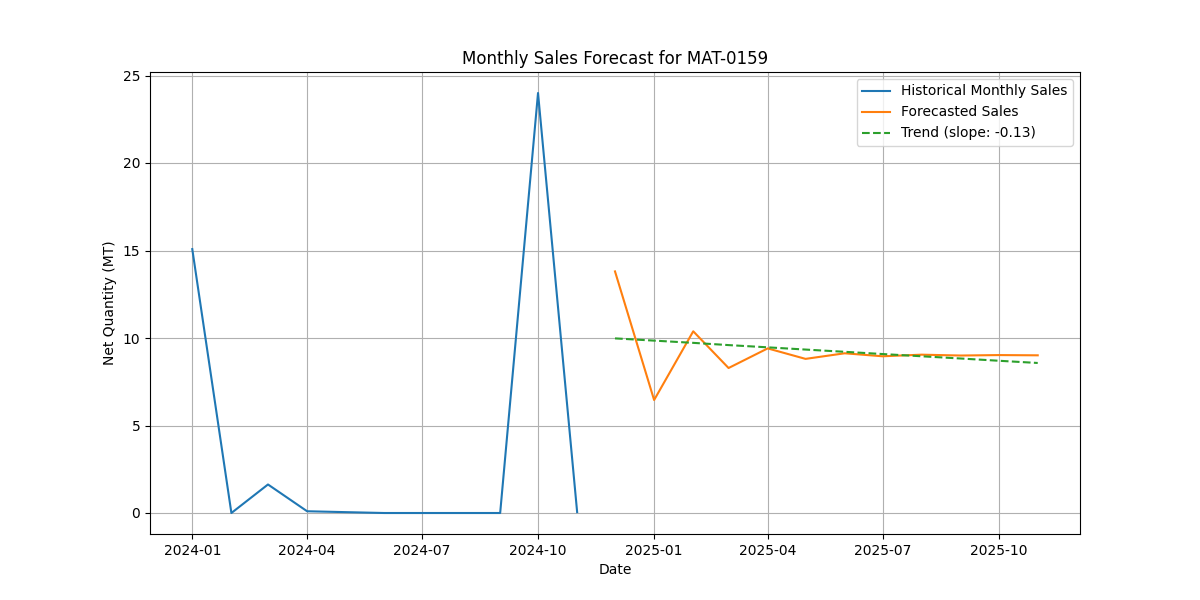 Monthly Sales Forecast for MAT-0159
Historical Monthly Sales
Forecasted Sales
Trend (slope: -0.13)
Net Quantity (MT)
25
20
15
10
5
0
2024-01 2024-04 2024-07 2024-10 2025-01 2025-04 2025-07 2025-10
Date